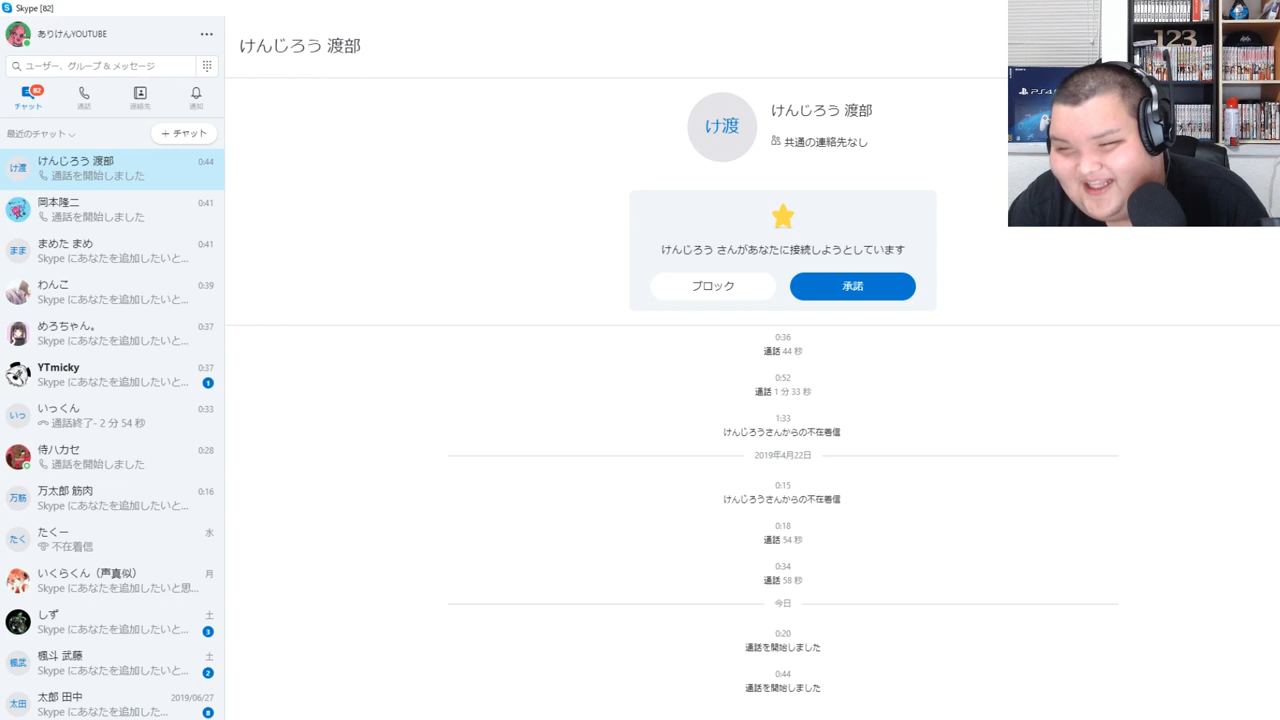 Skype [82]
ありけんYOUTUBE
ユーザー、グループ & メッセージ
82
チャット
通話
連絡先
通知
最近のチャット
チャット
け渡
けんじろう 渡部
0:44
通話を開始しました
岡本隆二
0:41
通話を開始しました
まま
まめた まめ
0:41
Skype にあなたを追加したいと...
わんこ
0:39
Skype にあなたを追加したいと...
めろちゃん。
0:37
Skype にあなたを追加したいと...
YTmicky
0:37
Skype にあなたを追加したいと...
1
いっ
いっくん
0:33
通話終了- 2 分 54 秒
侍ハカセ
0:28
通話を開始しました
万筋
万太郎 筋肉
0:16
Skype にあなたを追加したいと...
たく
たくー
水
不在着信
いくらくん（声真似）
月
Skype にあなたを追加したいと思...
しず
土
Skype にあなたを追加したいと...
3
楓武
楓斗 武藤
土
Skype にあなたを追加したいと...
2
太田
太郎 田中
2019/06/27
Skype にあなたを追加した...
8
けんじろう 渡部
け渡
けんじろう 渡部
共通の連絡先なし
けんじろう さんがあなたに接続しようとしています
ブロック
承諾
0:36
通話 44 秒
0:52
通話 1 分 33 秒
1:33
けんじろうさんからの不在着信
2019年4月22日
0:15
けんじろうさんからの不在着信
0:18
通話 54 秒
0:34
通話 58 秒
今日
0:20
通話を開始しました
0:44
通話を開始しました
123
PS4